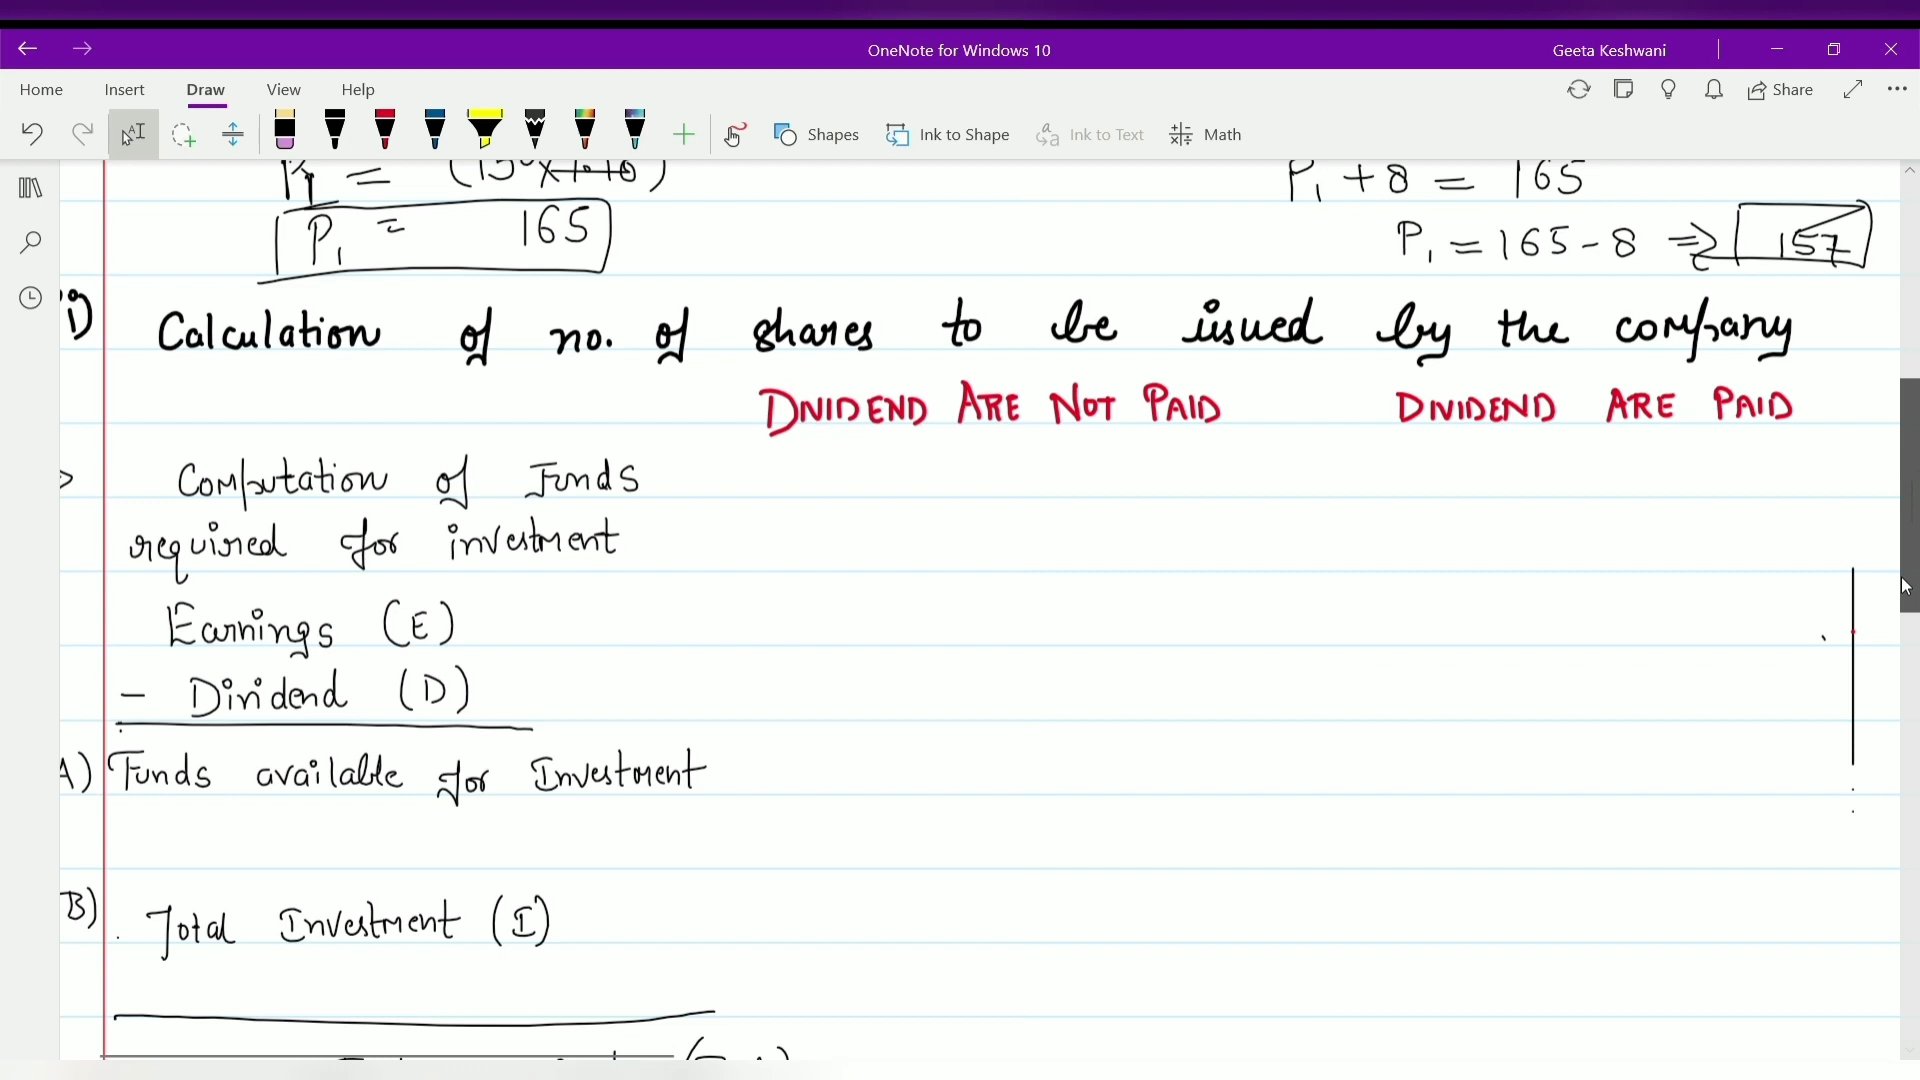 OneNote for Windows 10
Geeta Keshwani
Home Insert Draw View Help
Share
Shapes Ink to Shape Ink to Text Math
P1 =
P1 = 165
P1 + 8 = 165
P1 = 165 - 8 => 157
i) Calculation of no. of shares to be issued by the company
DIVIDEND ARE NOT PAID DIVIDEND ARE PAID
> Computation of Funds
required for investment
Earnings (E)
- Dividend (D)
A) Funds available for Investment
B) Total Investment (I)